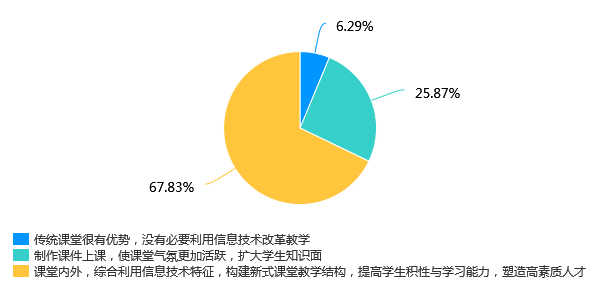 6.29%
25.87%
67.83%
传统课堂很有优势，没有必要利用信息技术改革教学
制作课件上课，使课堂气氛更加活跃，扩大学生知识面
课堂内外，综合利用信息技术特征，构建新式课堂教学结构，提高学生积性与学习能力，塑造高素质人才